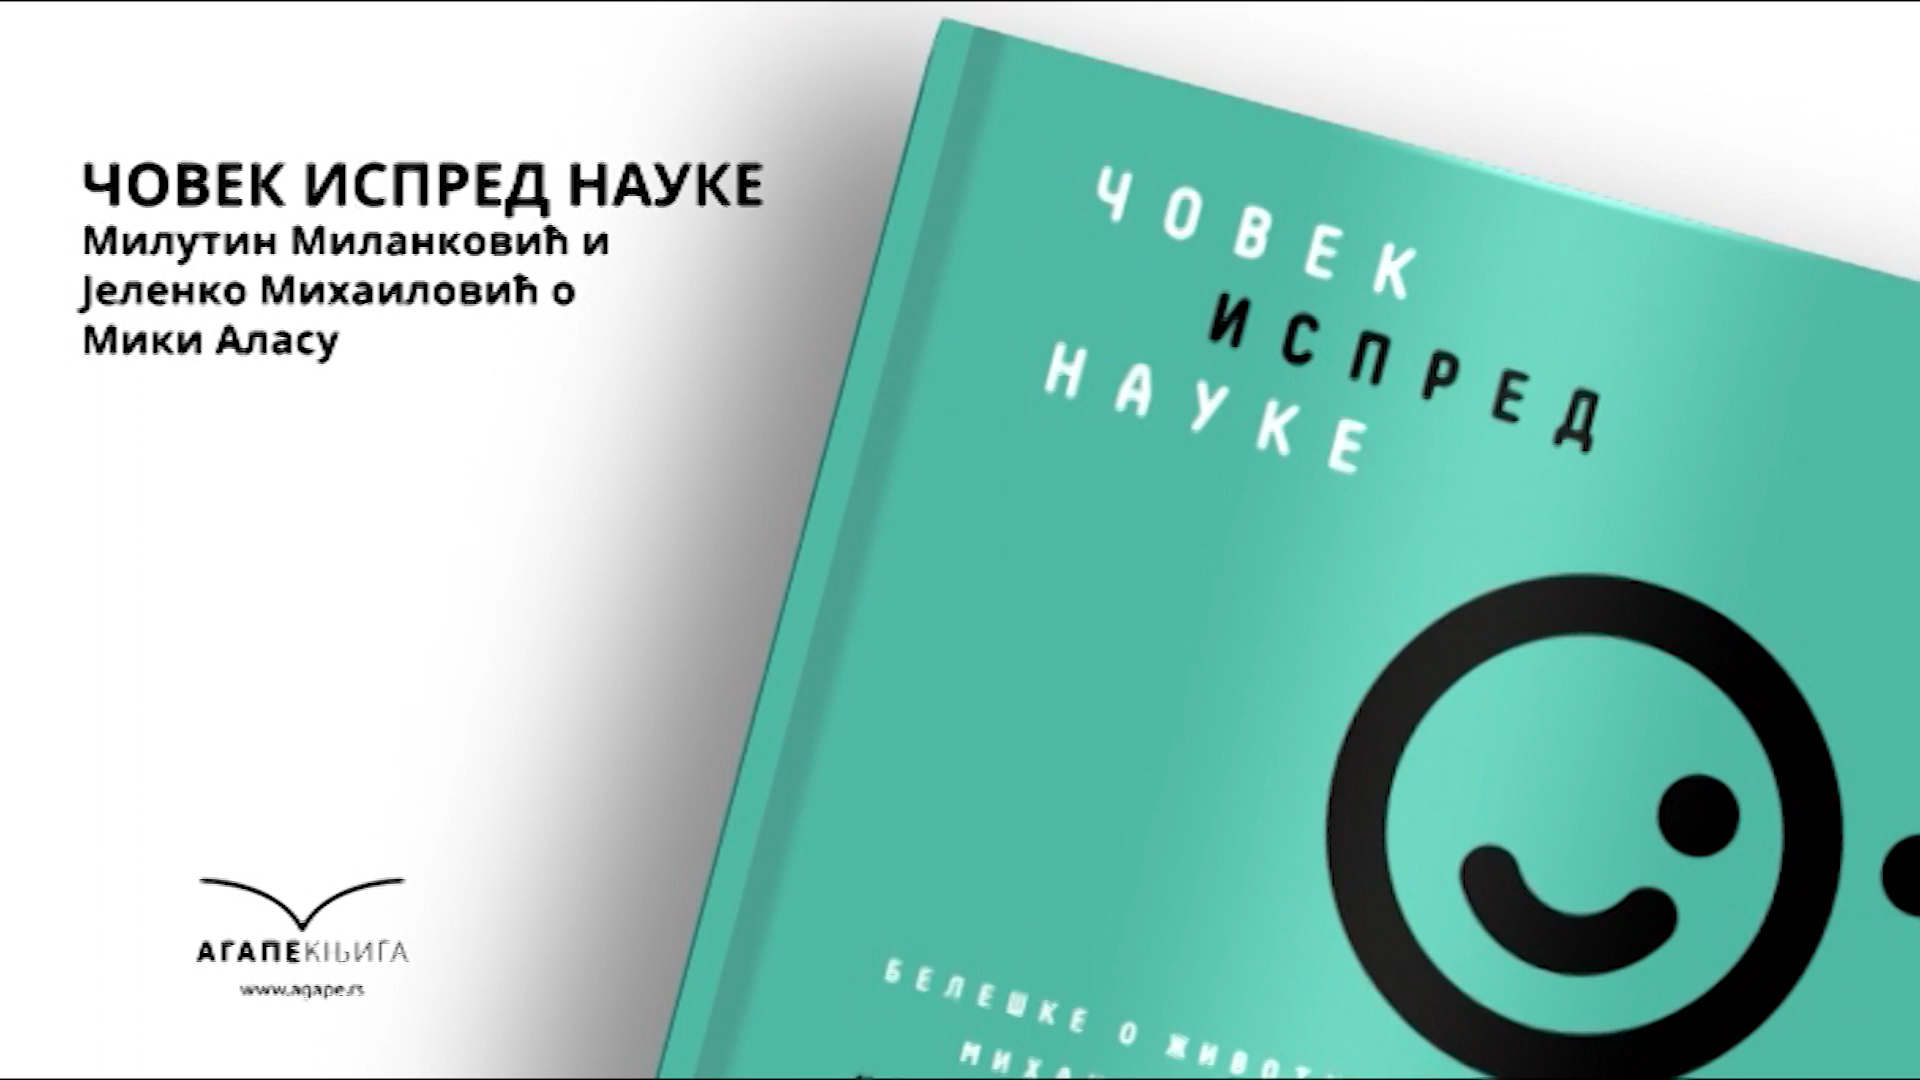 ЧОВЕК ИСПРЕД НАУКЕ
Милутин Миланковић и
Јеленко Михаиловић о
Мики Аласу
АГАПЕКЊИГА
www.agape.rs
ЧОВЕК
ИСПРЕД
НАУКЕ
БЕЛЕШКЕ О